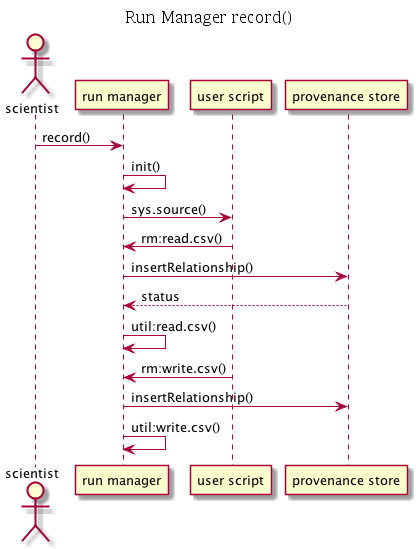 Run Manager record()
scientist
run manager
user script
provenance store
record()
init()
sys.source()
rm:read.csv()
insertRelationship()
status
util:read.csv()
rm:write.csv()
insertRelationship()
util:write.csv()
scientist
run manager
user script
provenance store